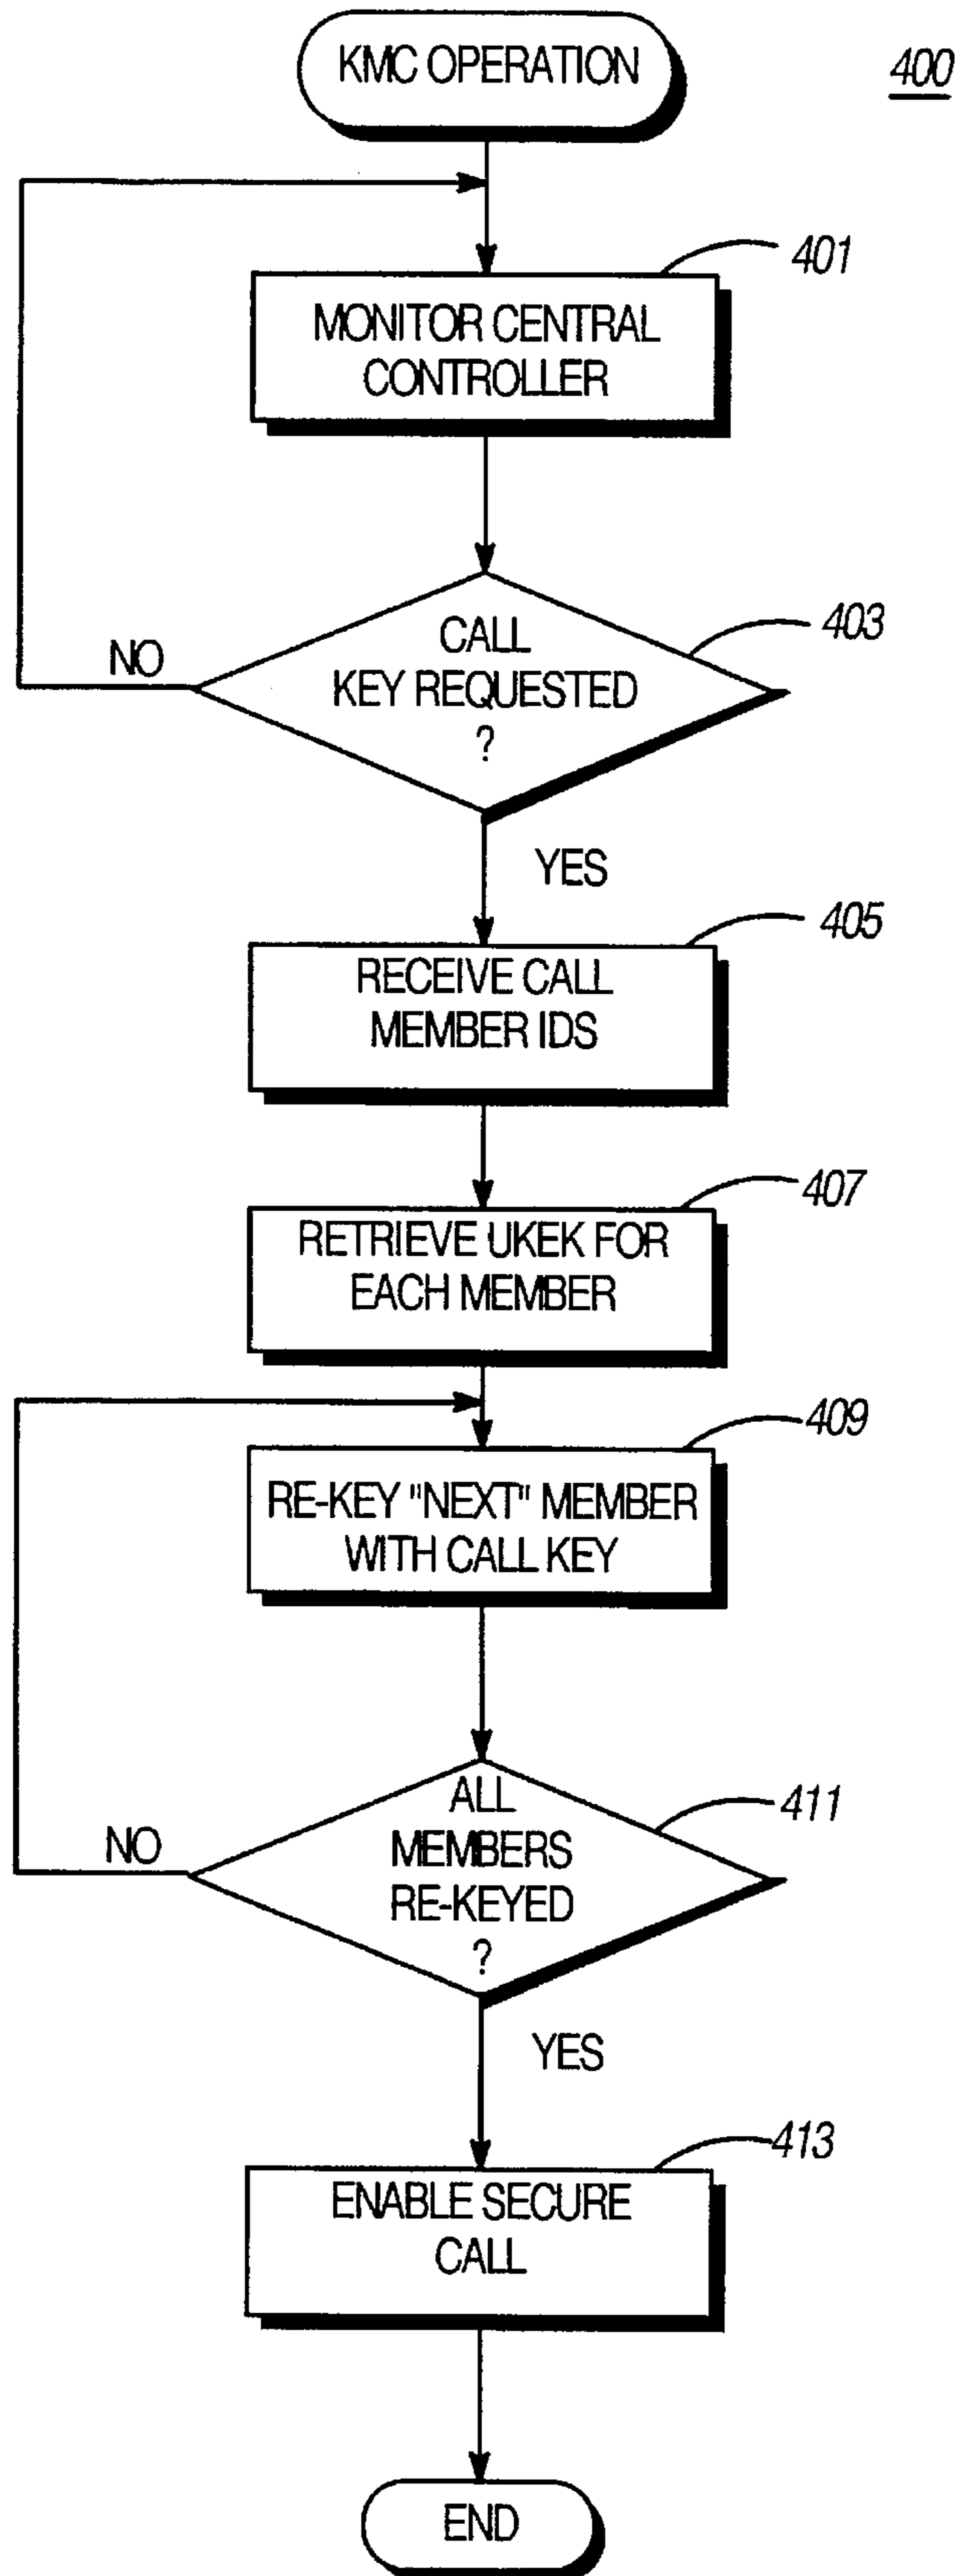 KMC OPERATION
400
401
MONITOR CENTRAL
CONTROLLER
403
CALL
KEY REQUESTED
?
NO
YES
405
RECEIVE CALL
MEMBER IDS
407
RETRIEVE UKEK FOR
EACH MEMBER
409
RE-KEY "NEXT" MEMBER
WITH CALL KEY
411
ALL
MEMBERS
RE-KEYED
?
NO
YES
413
ENABLE SECURE
CALL
END